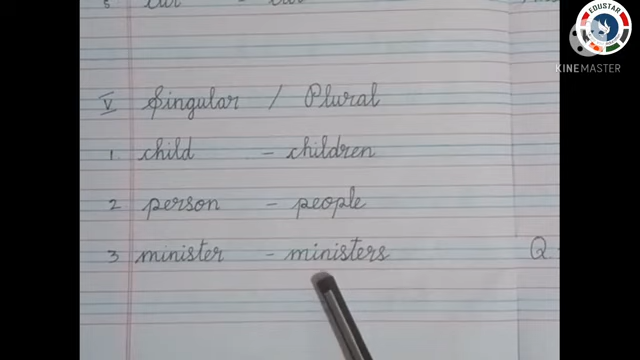 EDUSTAR
KINEMASTER
V Singular / Plural
1 child - children
2 person - people
3 minister - ministers
Q